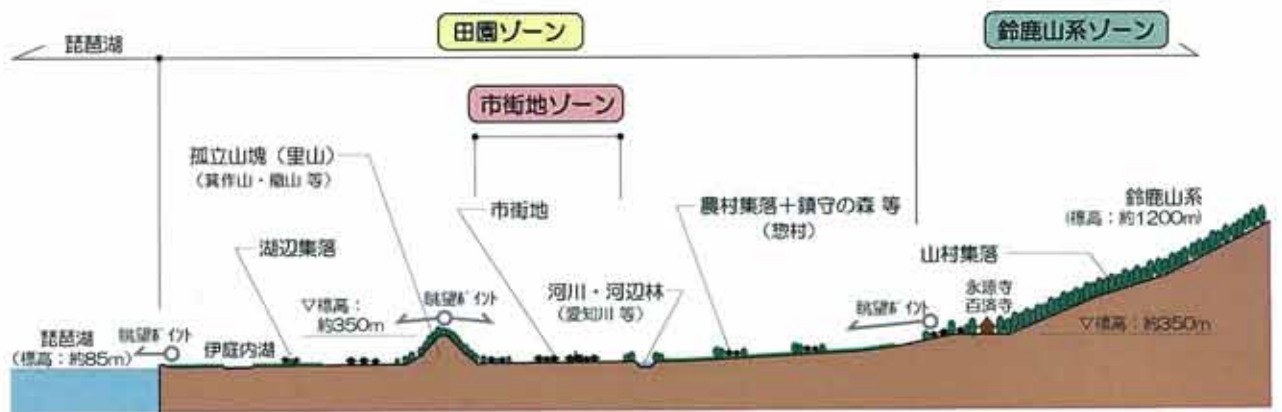 琵琶湖
田園ゾーン
鈴鹿山系ゾーン
市街地ゾーン
孤立山塊（里山）
（箕作山・繖山 等）
市街地
農村集落＋鎮守の森 等
（惣村）
鈴鹿山系
（標高：約1200m）
湖辺集落
山村集落
▽標高：
約350m
眺望ﾎﾟｲﾝﾄ
河川・河辺林
（愛知川 等）
眺望ﾎﾟｲﾝﾄ
永源寺
百済寺
▽標高：約350m
琵琶湖
（標高：約85m）
眺望ﾎﾟｲﾝﾄ
伊庭内湖